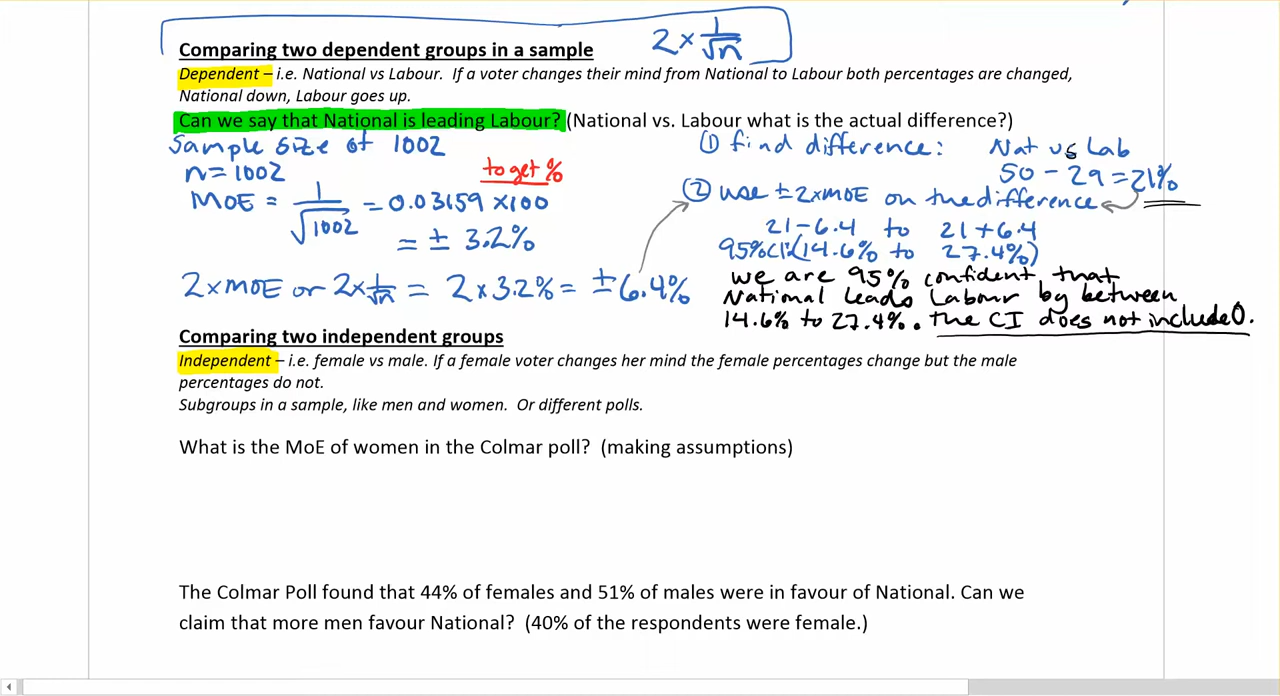 2 × 1/√n
Comparing two dependent groups in a sample
Dependent – i.e. National vs Labour. If a voter changes their mind from National to Labour both percentages are changed,
National down, Labour goes up.
Can we say that National is leading Labour? (National vs. Labour what is the actual difference?)
Sample size of 1002
n=1002
to get %
MOE = 1/√1002 = 0.03159 × 100
= ± 3.2%
2×MOE or 2×1/√n = 2×3.2% = ±6.4%
① find difference: Nat vs Lab
50 - 29 = 21%
② use ±2×MOE on the difference
21-6.4 to 21+6.4
95%CI:(14.6% to 27.4%)
We are 95% confident that
National leads Labour by between
14.6% to 27.4%. The CI does not include 0.
Comparing two independent groups
Independent – i.e. female vs male. If a female voter changes her mind the female percentages change but the male
percentages do not.
Subgroups in a sample, like men and women. Or different polls.
What is the MoE of women in the Colmar poll? (making assumptions)
The Colmar Poll found that 44% of females and 51% of males were in favour of National. Can we
claim that more men favour National? (40% of the respondents were female.)